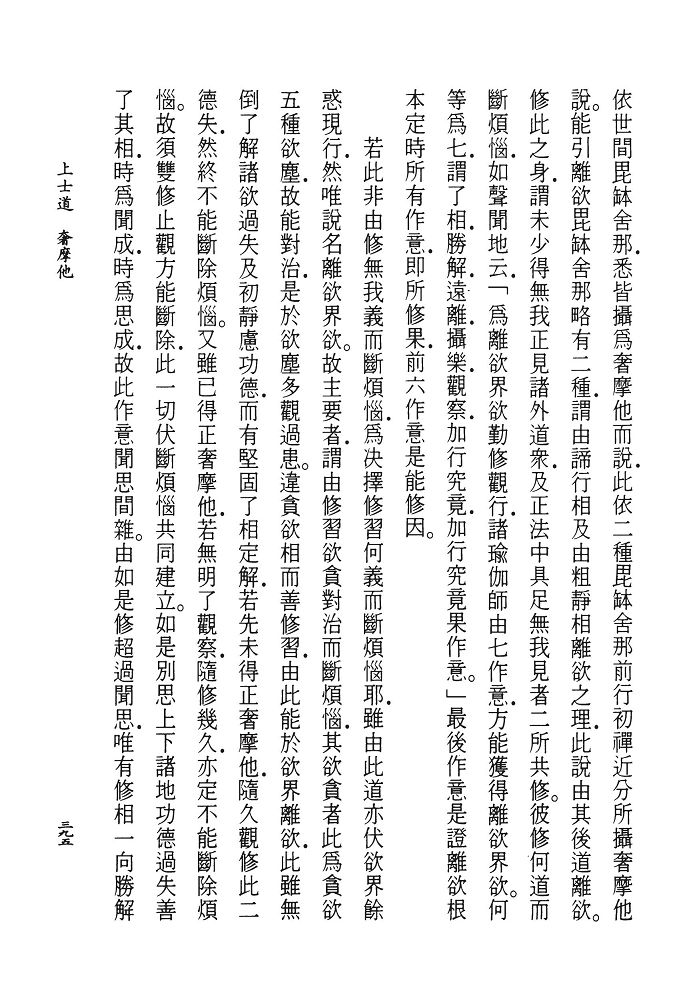 依世間毘缽舍那．悉皆攝爲奢摩他而說．此依二種毘缽舍那前行初禪近分所攝奢摩他
說。能引離欲毘缽舍那略有二種．謂由諦行相及由粗靜相離欲之理．此說由其後道離欲。
修此之身．謂未少得無我正見諸外道衆．及正法中具足無我見者二所共修。彼修何道而
斷煩惱．如聲聞地云．「爲離欲界欲勤修觀行．諸瑜伽師由七作意．方能獲得離欲界欲。何
等爲七．謂了相．勝解．遠離．攝樂．觀察．加行究竟．加行究竟果作意。」最後作意是證離欲根
本定時所有作意．即所修果．前六作意是能修因。
若此非由修無我義而斷煩惱．爲決擇修習何義而斷煩惱耶．雖由此道亦伏欲界餘
惑現行．然唯說名離欲界欲。故主要者．謂由修習欲貪對治而斷煩惱．其欲貪者此爲貪欲
五種欲塵．故能對治．是於欲塵多觀過患。違貪欲相而善修習．由此能於欲界離欲．此雖無
倒了解諸欲過失及初靜慮功德．而有堅固了相定解．若先未得正奢摩他．隨久觀修此二
德失．然終不能斷除煩惱。又雖已得正奢摩他．若無明了觀察．隨修幾久．亦定不能斷除煩
惱。故須雙修止觀方能斷除．此一切伏斷煩惱共同建立。如是別思上下諸地功德過失善
了其相．時爲聞成．時爲思成．故此作意聞思間雜。由如是修超過聞思．唯有修相一向勝解
上士道　奢摩他
三九五